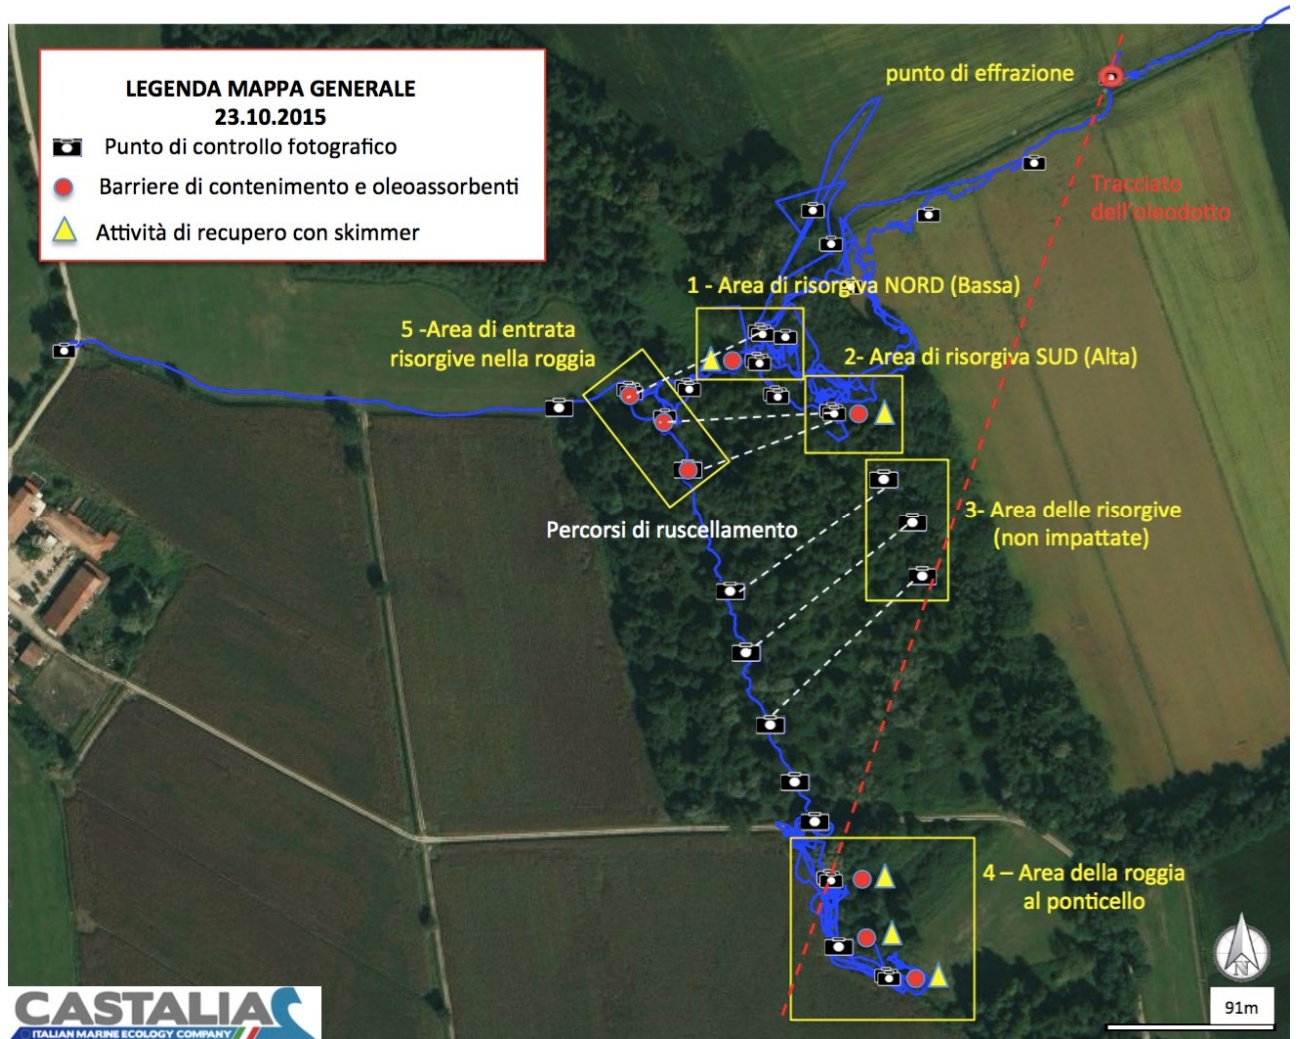 LEGENDA MAPPA GENERALE
23.10.2015
Punto di controllo fotografico
Barriere di contenimento e oleoassorbenti
Attività di recupero con skimmer
punto di effrazione
Tracciato
dell'oleodotto
1 - Area di risorgiva NORD (Bassa)
5 -Area di entrata
risorgive nella roggia
2- Area di risorgiva SUD (Alta)
3- Area delle risorgive
(non impattate)
Percorsi di ruscellamento
4 – Area della roggia
al ponticello
N
91m
CASTALIA
ITALIAN MARINE ECOLOGY COMPANY